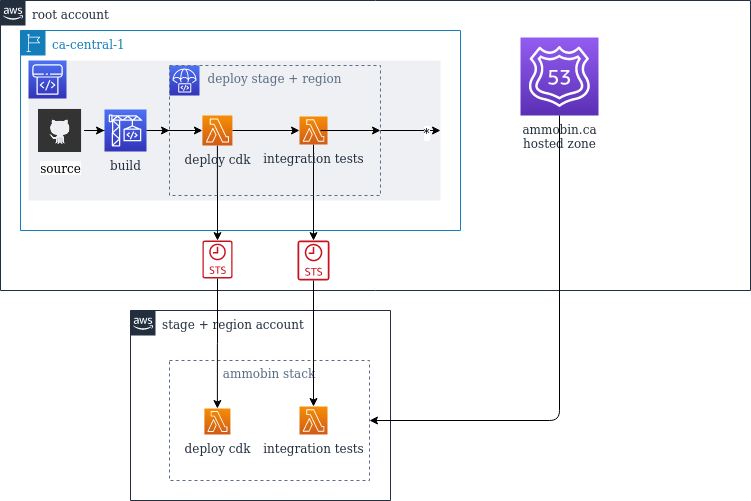 aws
root account
ca-central-1
deploy stage + region
53
source
build
deploy cdk
integration tests
*
ammobin.ca
hosted zone
STS
STS
aws
stage + region account
ammobin stack
deploy cdk
integration tests